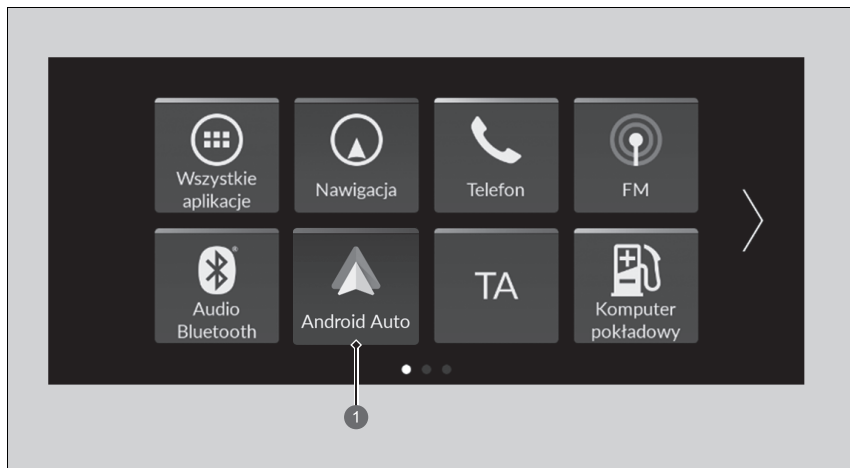 Wszystkie
aplikacje
Nawigacja
Telefon
FM
Audio
Bluetooth
Android Auto
TA
Komputer
pokładowy
1